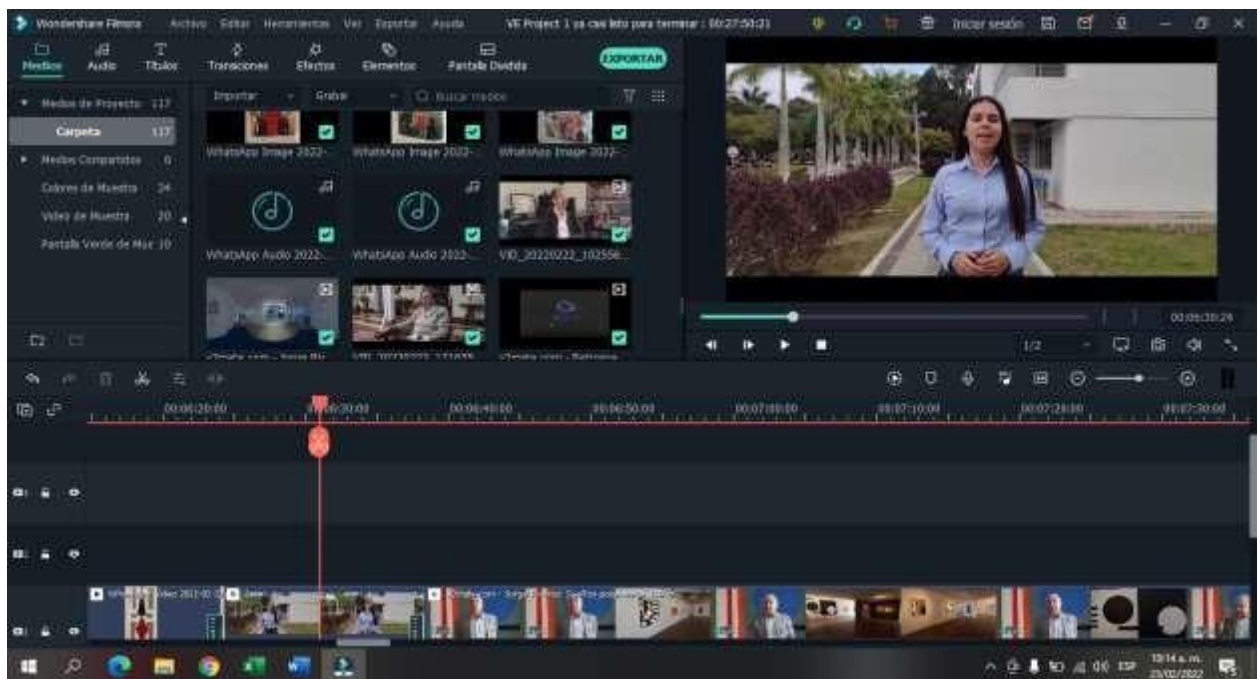 Wondershare Filmora Archivo Editar Herramientas Ver Exportar Ayuda VE Project 1 ya casi listo para terminar : 00:27:50:21 Iniciar sesión
Medios Audio Títulos Transiciones Efectos Elementos Pantalla Dividida EXPORTAR
Medios de Proyecto 117
Carpeta 117
Medios Compartidos 0
Colores de Muestra 24
Video de Muestra 20
Pantalla Verde de Mue 10
Importar Grabar Buscar medios
WhatsApp Image 2022-... WhatsApp Image 2022-... WhatsApp Image 2022-...
WhatsApp Audio 2022-... WhatsApp Audio 2022-... VID_20220222_102556...
1/2
00:06:20:00 00:06:30:00 00:06:40:00 00:06:50:00 00:07:00:00 00:07:10:00 00:07:20:00 00:07:30:00
ESP
10:14 a. m.
23/02/2022